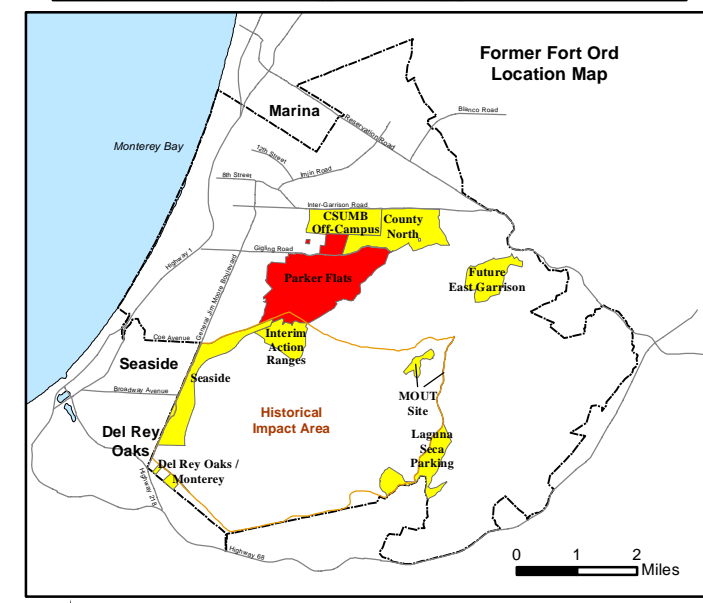 Former Fort Ord
Location Map
Marina
Blanco Road
Reservation Road
Monterey Bay
12th Street
Imjin Road
8th Street
Inter-Garrison Road
CSUMB
Off-Campus
County
North
Gigling Road
Highway 1
General Jim Moore Boulevard
Parker Flats
Future
East Garrison
Coe Avenue
Interim
Action
Ranges
Seaside
Seaside
Broadway Avenue
MOUT
Site
Historical
Impact Area
Del Rey
Oaks
Laguna
Seca
Parking
Del Rey Oaks /
Monterey
Highway 218
Highway 68
0 1 2
Miles